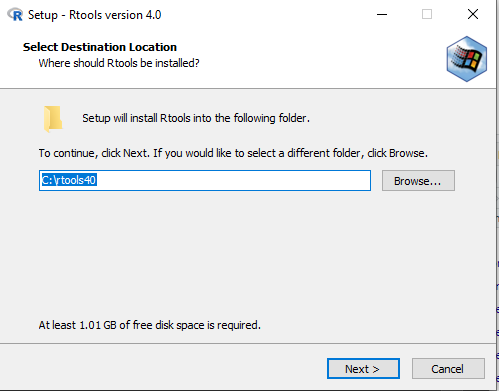 Setup - Rtools version 4.0
Select Destination Location
Where should Rtools be installed?
Setup will install Rtools into the following folder.
To continue, click Next. If you would like to select a different folder, click Browse.
C:\rtools40
Browse...
At least 1.01 GB of free disk space is required.
Next >
Cancel